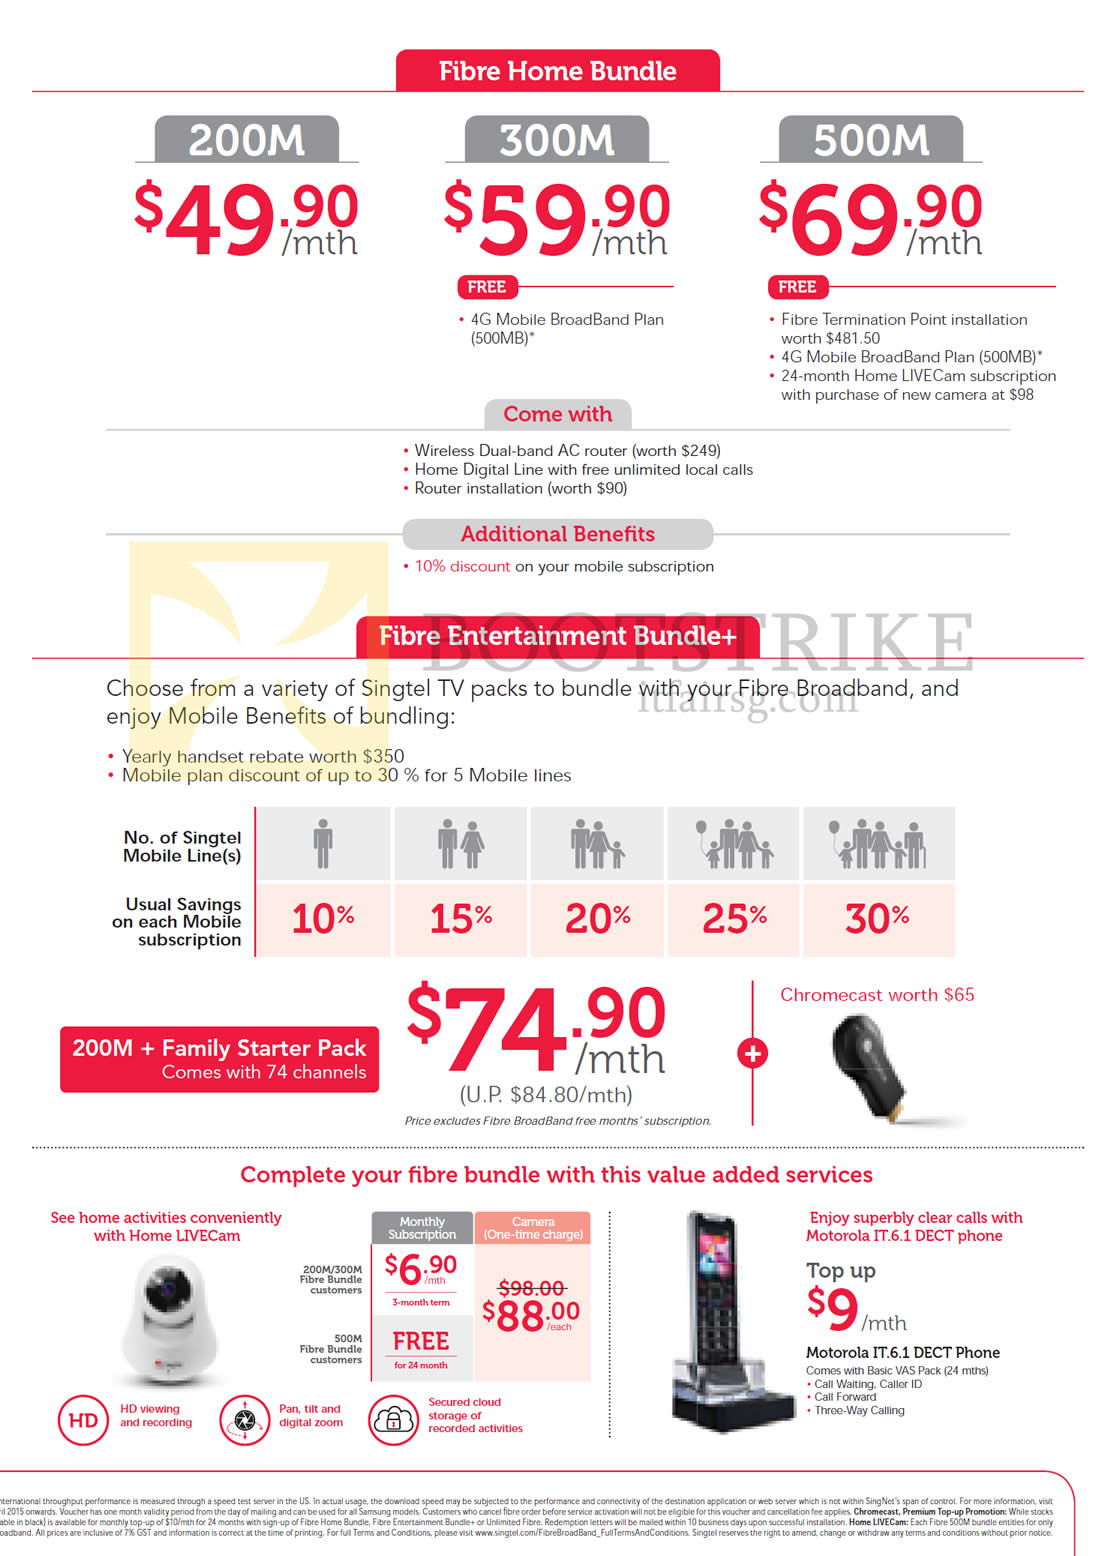 Fibre Home Bundle
200M
$49.90/mth
300M
$59.90/mth
FREE
• 4G Mobile BroadBand Plan
(500MB)*
500M
$69.90/mth
FREE
• Fibre Termination Point installation
worth $481.50
• 4G Mobile BroadBand Plan (500MB)*
• 24-month Home LIVECam subscription
with purchase of new camera at $98
Come with
• Wireless Dual-band AC router (worth $249)
• Home Digital Line with free unlimited local calls
• Router installation (worth $90)
Additional Benefits
• 10% discount on your mobile subscription
BOOTSTRIKE
itfairsg.com
Fibre Entertainment Bundle+
Choose from a variety of Singtel TV packs to bundle with your Fibre Broadband, and
enjoy Mobile Benefits of bundling:
• Yearly handset rebate worth $350
• Mobile plan discount of up to 30 % for 5 Mobile lines
No. of Singtel
Mobile Line(s)
Usual Savings
on each Mobile
subscription
10% 15% 20% 25% 30%
200M + Family Starter Pack
Comes with 74 channels
$74.90/mth
(U.P. $84.80/mth)
Price excludes Fibre BroadBand free months' subscription.
+
Chromecast worth $65
Complete your fibre bundle with this value added services
See home activities conveniently
with Home LIVECam
Monthly
Subscription
Camera
(One-time charge)
200M/300M
Fibre Bundle
customers
$6.90/mth
3-month term
500M
Fibre Bundle
customers
FREE
for 24 month
$98.00
$88.00/each
HD
HD viewing
and recording
Pan, tilt and
digital zoom
Secured cloud
storage of
recorded activities
Enjoy superbly clear calls with
Motorola IT.6.1 DECT phone
Top up
$9/mth
Motorola IT.6.1 DECT Phone
Comes with Basic VAS Pack (24 mths)
• Call Waiting, Caller ID
• Call Forward
• Three-Way Calling
nternational throughput performance is measured through a speed test server in the US. In actual usage, the download speed may be subjected to the performance and connectivity of the destination application or web server which is not within SingNet's span of control. For more information, visit
il 2015 onwards. Voucher has one month validity period from the day of mailing and can be used for all Samsung models. Customers who cancel fibre order before service activation will not be eligible for this voucher and cancellation fee applies. Chromecast, Premium Top-up Promotion: While stocks
able in black) is available for monthly top-up of $10/mth for 24 months with sign-up of Fibre Home Bundle, Fibre Entertainment Bundle+ or Unlimited Fibre. Redemption letters will be mailed within 10 business days upon successful installation. Home LIVECam: Each Fibre 500M bundle entitles for only
oadband. All prices are inclusive of 7% GST and information is correct at the time of printing. For full Terms and Conditions, please visit www.singtel.com/FibreBroadBand_FullTermsAndConditions. Singtel reserves the right to amend, change or withdraw any terms and conditions without prior notice.